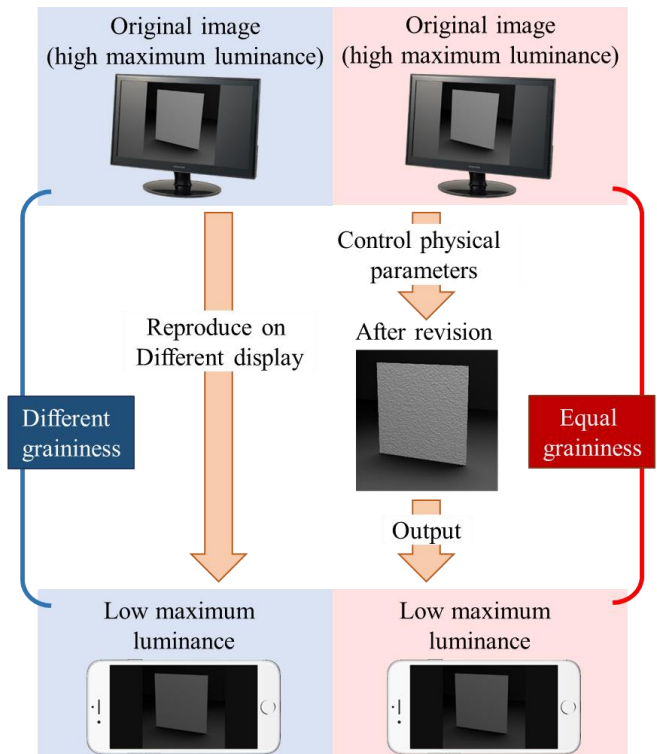 Original image
(high maximum luminance)
Original image
(high maximum luminance)
Control physical
parameters
Reproduce on
Different display
After revision
Different
graininess
Equal
graininess
Output
Low maximum
luminance
Low maximum
luminance